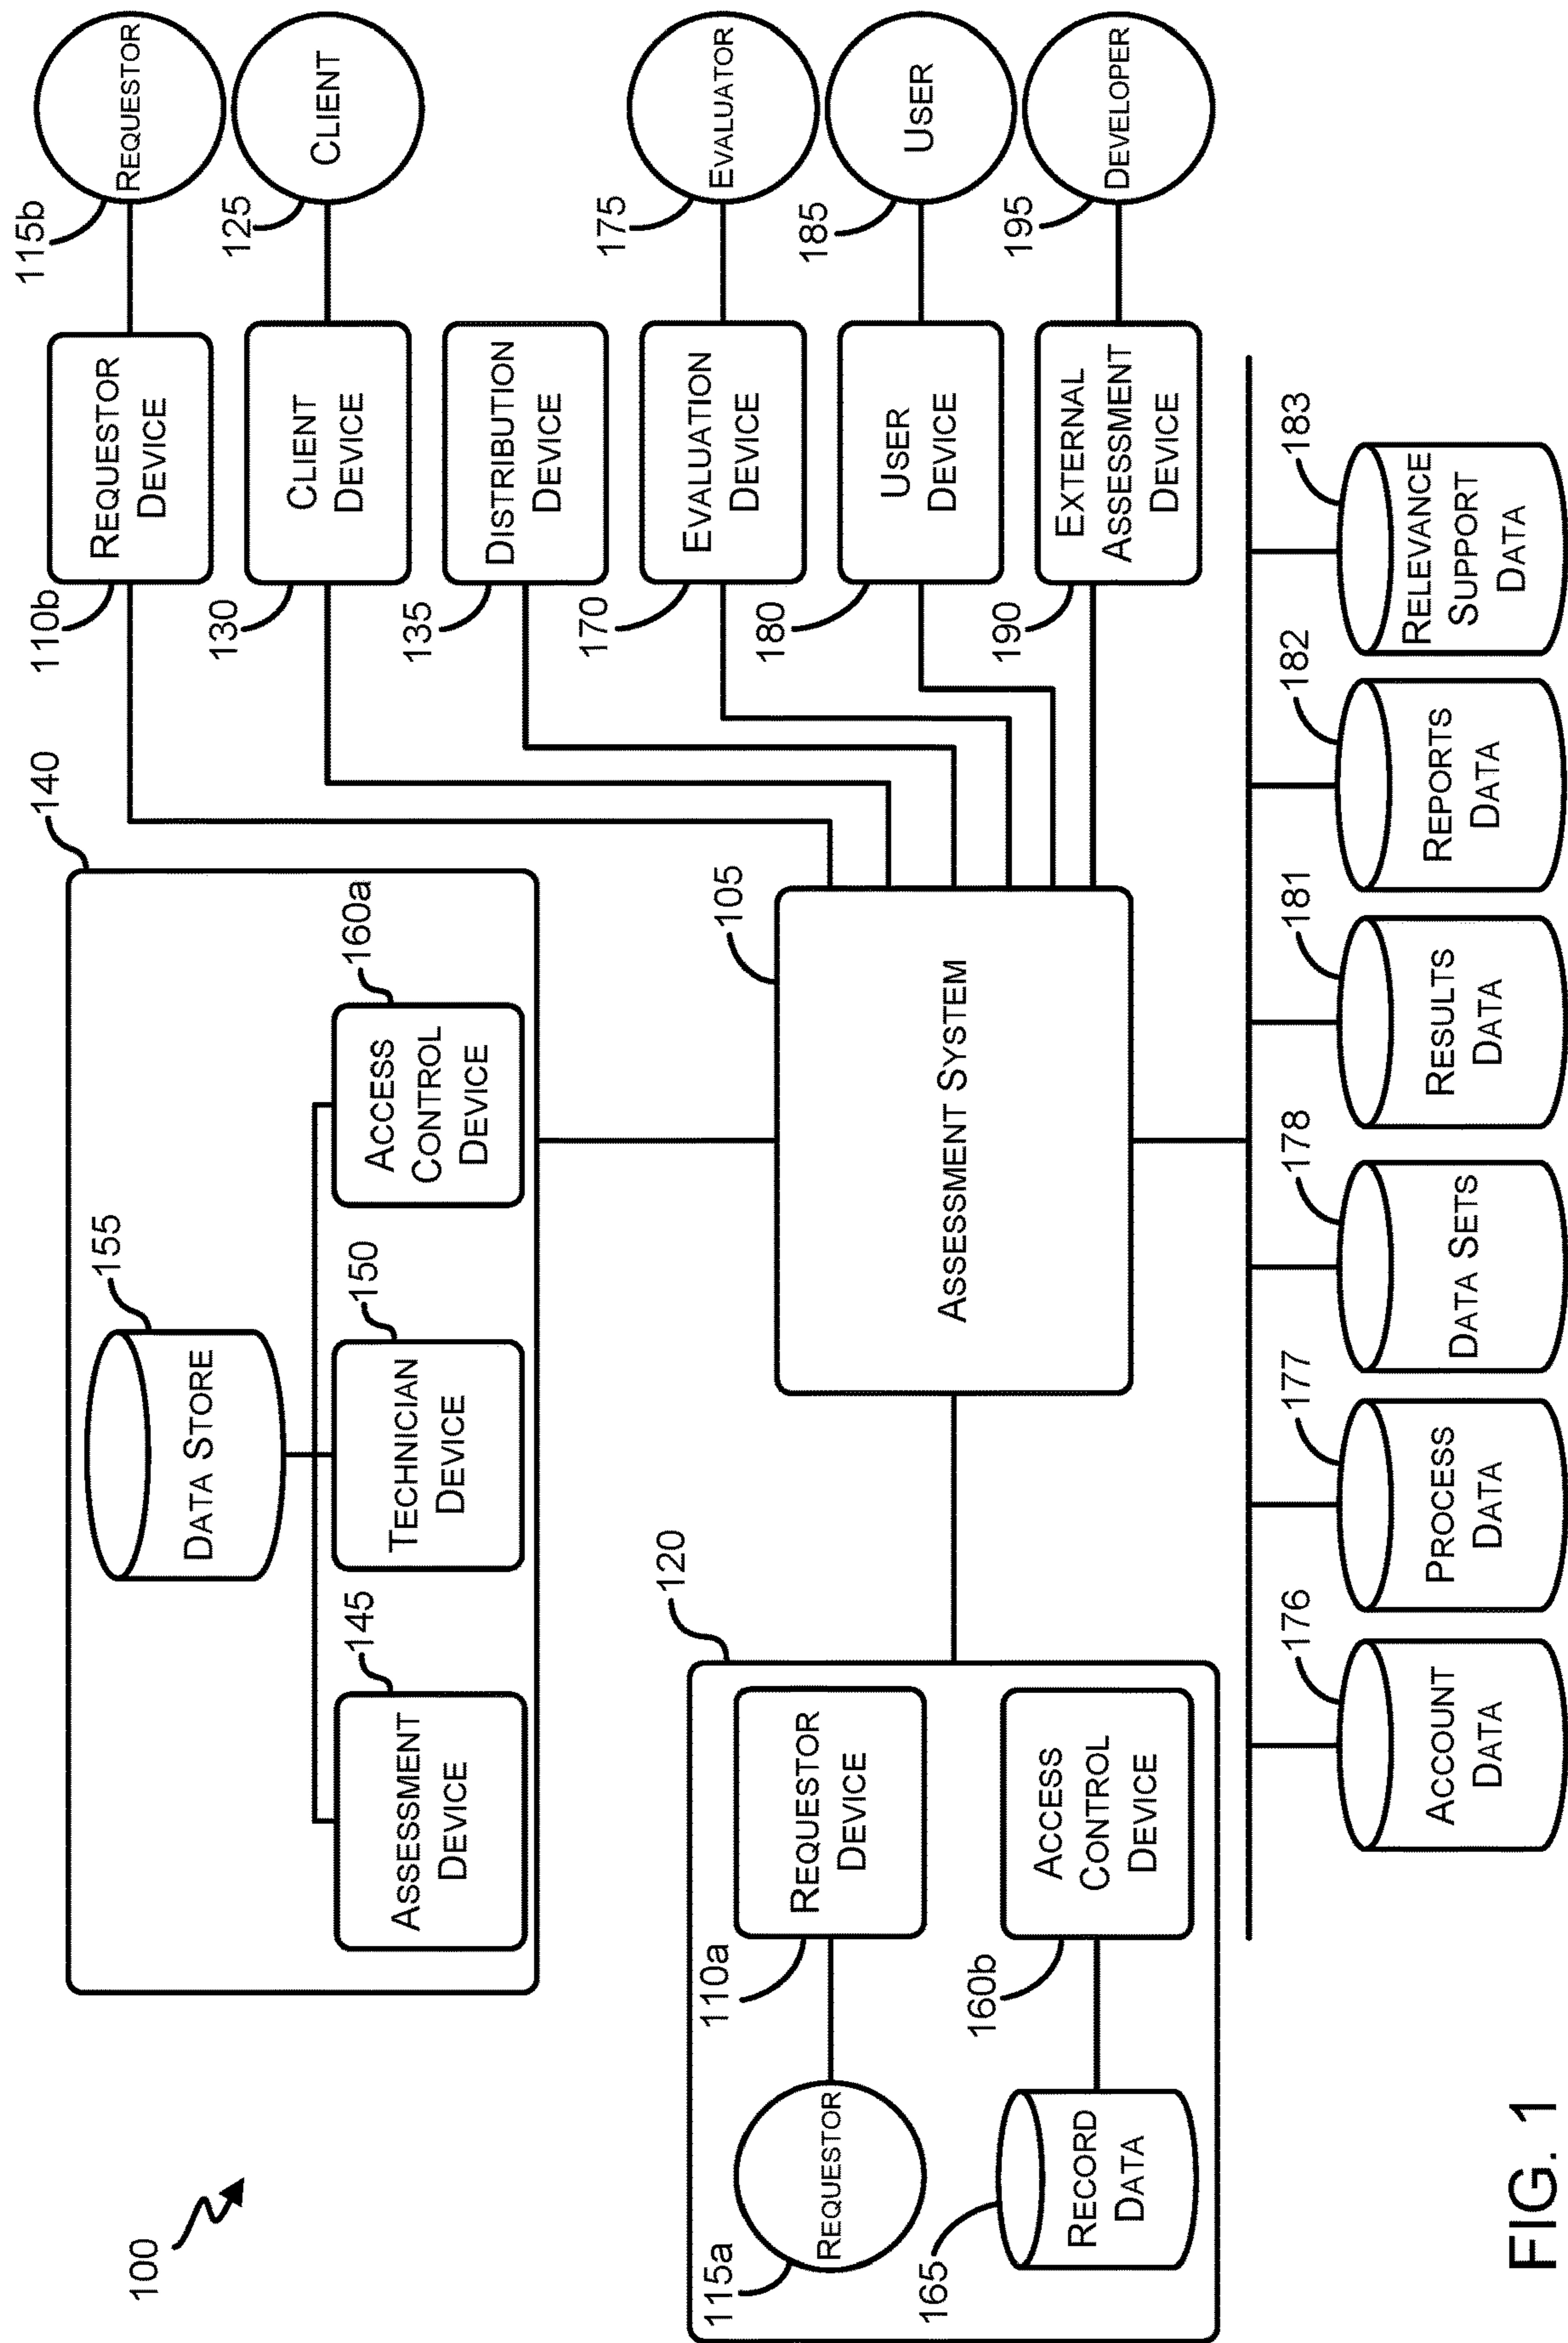 100
140
155
DATA STORE
145
ASSESSMENT
DEVICE
150
TECHNICIAN
DEVICE
160a
ACCESS
CONTROL
DEVICE
115b
REQUESTOR
110b
REQUESTOR
DEVICE
125
CLIENT
130
CLIENT
DEVICE
135
DISTRIBUTION
DEVICE
175
EVALUATOR
170
EVALUATION
DEVICE
185
USER
180
USER
DEVICE
195
DEVELOPER
190
EXTERNAL
ASSESSMENT
DEVICE
105
ASSESSMENT SYSTEM
120
115a
REQUESTOR
110a
REQUESTOR
DEVICE
165
RECORD
DATA
160b
ACCESS
CONTROL
DEVICE
176
ACCOUNT
DATA
177
PROCESS
DATA
178
DATA SETS
181
RESULTS
DATA
182
REPORTS
DATA
183
RELEVANCE
SUPPORT
DATA
FIG. 1